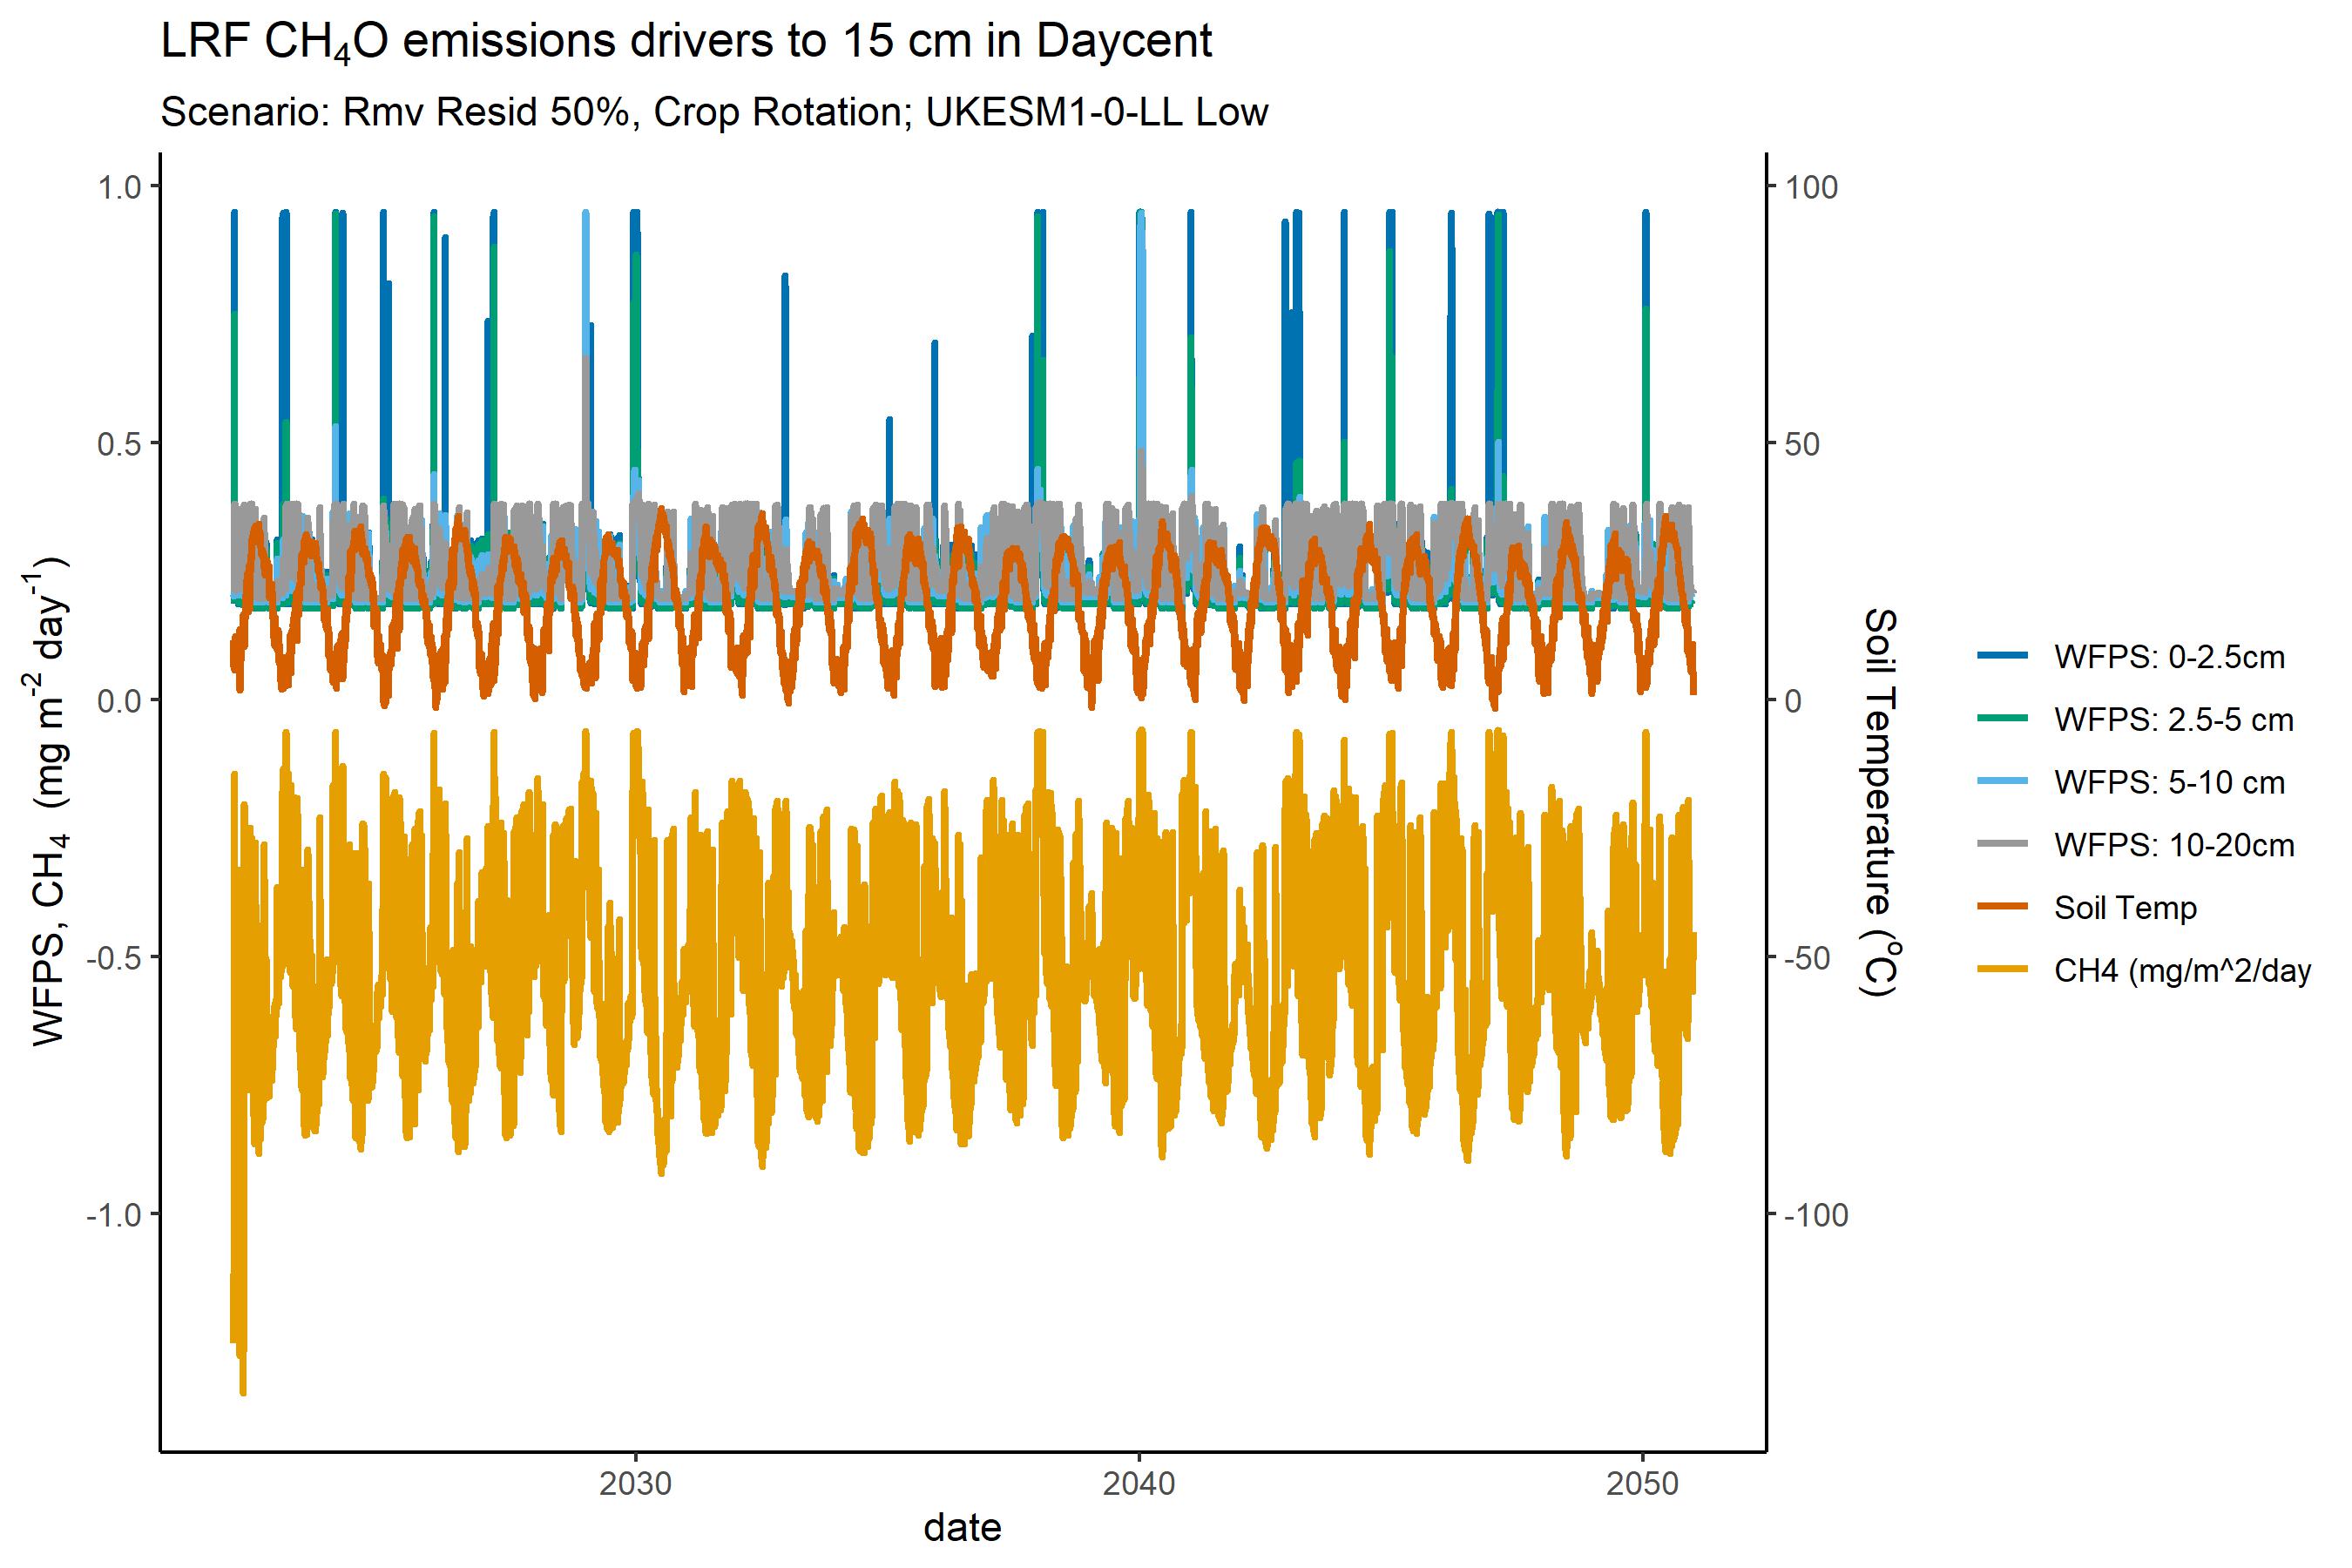 LRF CH₄O emissions drivers to 15 cm in Daycent
Scenario: Rmv Resid 50%, Crop Rotation; UKESM1-0-LL Low
1.0
0.5
0.0
-0.5
-1.0
WFPS, CH₄ (mg m⁻² day⁻¹)
100
50
0
-50
-100
Soil Temperature (⁰C)
2030
2040
2050
date
WFPS: 0-2.5cm
WFPS: 2.5-5 cm
WFPS: 5-10 cm
WFPS: 10-20cm
Soil Temp
CH4 (mg/m^2/day